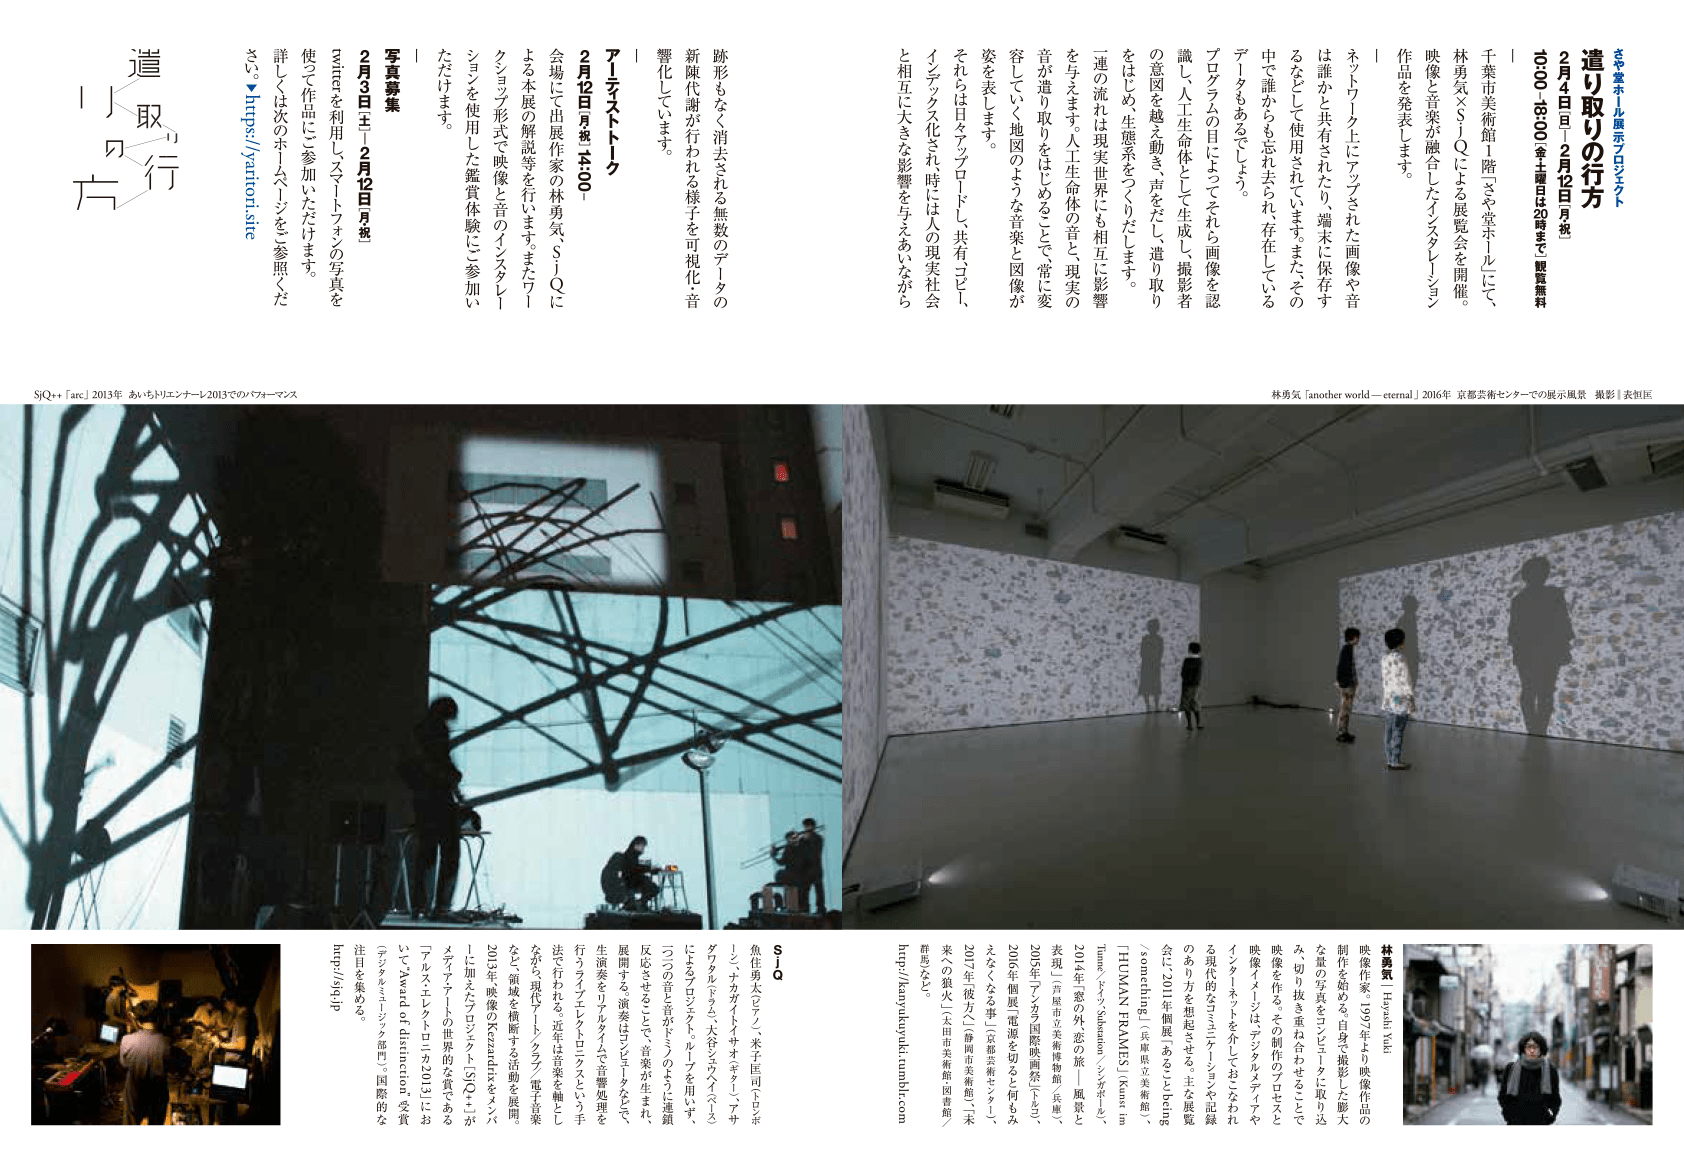 さや堂ホール展示プロジェクト
遣り取りの行方
2月4日[日]―2月12日[月・祝]
10:00–18:00[金・土曜日は20時まで]観覧無料
―
千葉市美術館1階「さや堂ホール」にて、
林勇気×SjQによる展覧会を開催。
映像と音楽が融合したインスタレーション
作品を発表します。
―
ネットワーク上にアップされた画像や音
は誰かと共有されたり、端末に保存す
るなどして使用されています。また、その
中で誰からも忘れ去られ、存在している
データもあるでしょう。
プログラムの目によってそれら画像を認
識し、人工生命体として生成し、撮影者
の意図を越え動き、声をだし、遣り取り
をはじめ、生態系をつくりだします。
一連の流れは現実世界にも相互に影響
を与えます。人工生命体の音と、現実の
音が遣り取りをはじめることで、常に変
容していく地図のような音楽と図像が
姿を表します。
それらは日々アップロードし、共有、コピー、
インデックス化され、時には人の現実社会
と相互に大きな影響を与えあいながら
跡形もなく消去される無数のデータの
新陳代謝が行われる様子を可視化・音
響化しています。
―
アーティストトーク
2月12日[月・祝]14:00–
会場にて出展作家の林勇気、SjQに
よる本展の解説等を行います。またワー
クショップ形式で映像と音のインスタレー
ションを使用した鑑賞体験にご参加い
ただけます。
―
写真募集
2月3日[土]―2月12日[月・祝]
twitterを利用し、スマートフォンの写真を
使って作品にご参加いただけます。
詳しくは次のホームページをご参照くだ
さい。▶https://yaritori.site
遣り取りの行方
林勇気「another world ― eternal」2016年 京都芸術センターでの展示風景 撮影‖表恒匡
SjQ++「arc」2013年 あいちトリエンナーレ2013でのパフォーマンス
林勇気｜Hayashi Yuki
映像作家。1997年より映像作品の
制作を始める。自身で撮影した膨大
な量の写真をコンピュータに取り込
み、切り抜き重ね合わせることで
映像を作る。その制作のプロセスと
映像イメージは、デジタルメディアや
インターネットを介しておこなわれ
る現代的なコミュニケーションや記録
のあり方を想起させる。主な展覧
会に、2011年個展「あることとbeing
/something」(兵庫県立美術館)、
「HUMAN FRAMES」(Kunst im
Tunne／ドイツ、Substation／シンガポール)、
2014年「窓の外、恋の旅――風景と
表現」(芦屋市立美術博物館／兵庫)、
2015年「トンカラ国際映画祭」(トルコ)、
2016年個展「電源を切ると何もみ
えなくなる事」(京都芸術センター)、
2017年「彼方へ」(静岡市美術館)、「未
来への狼火」(太田市美術館・図書館／
群馬)など。
http://kanyukuyuki.tumblr.com
SjQ
魚住勇太(ピアノ)、米子匡司(トロンボ
ーン)、ナカガイトイサオ(ギター)、アサ
ダワタル(ドラム)、大谷シュウヘイ(ベース)
によるプロジェクト。ループを用いず、
一つ一つの音と音がドミノのように連鎖
反応させることで、音楽が生まれ、
展開する。演奏はコンピュータなどで、
生演奏をリアルタイムで音響処理を
行うライブエレクトロニクスという手
法で行われる。近年は音楽を軸とし
ながら、現代アート／クラブ／電子音楽
など、領域を横断する活動を展開。
2013年、映像のKezzardrixをメンバ
ーに加えたプロジェクト[SjQ++]が
メディア・アートの世界的な賞である
「アルス・エレクトロニカ2013」にお
いて“Award of distinction”受賞
(デジタルミュージック部門)。国際的な
注目を集める。
http://sjq.jp